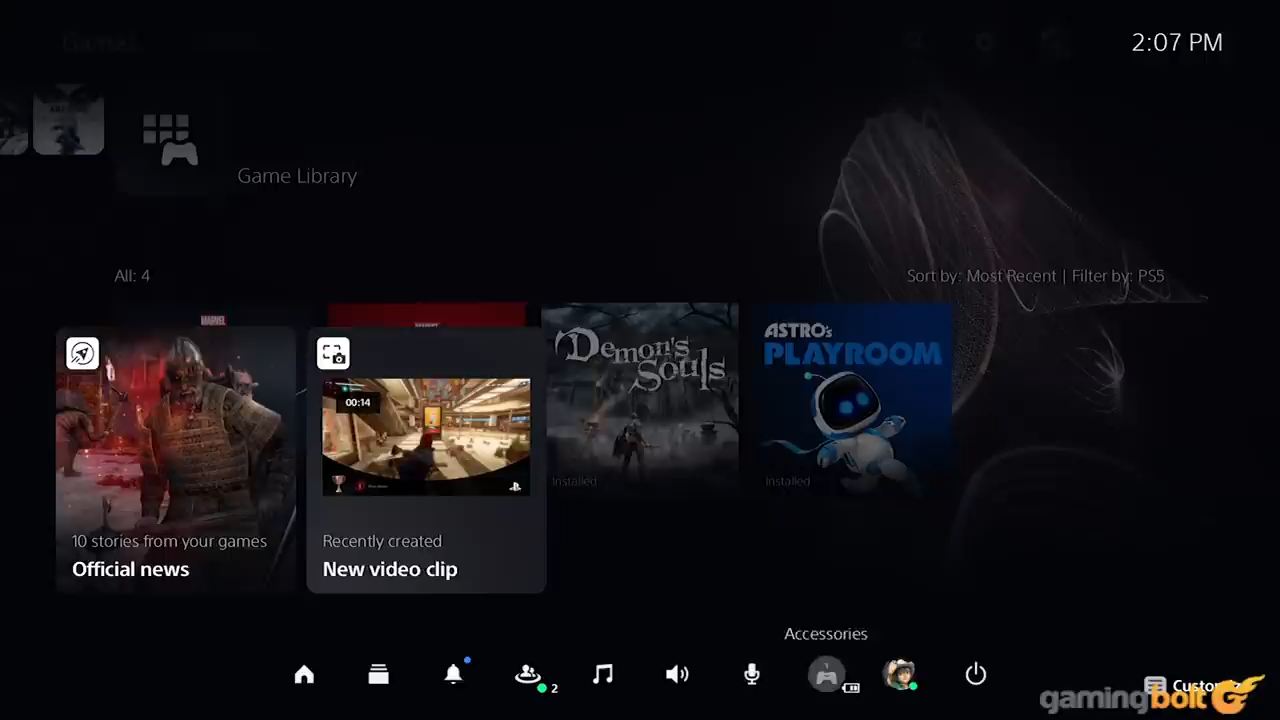 2:07 PM
Game Library
All: 4
Sort by: Most Recent | Filter by: PS5
MARVEL
Demon's
Souls
ASTRO's
PLAYROOM
00:14
Installed
Installed
10 stories from your games
Official news
Recently created
New video clip
Accessories
2
gamingbolt